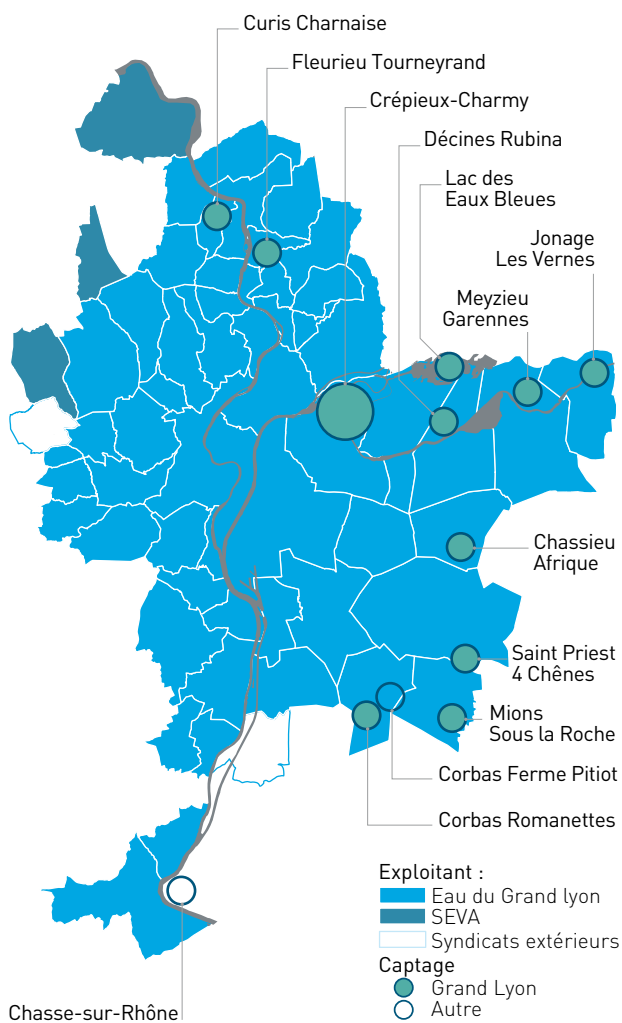 Curis Charnaise
Fleurieu Tourneyrand
Crépieux-Charmy
Décines Rubina
Lac des
Eaux Bleues
Jonage
Les Vernes
Meyzieu
Garennes
Chassieu
Afrique
Saint Priest
4 Chênes
Mions
Sous la Roche
Corbas Ferme Pitiot
Corbas Romanettes
Exploitant :
Eau du Grand lyon
SEVA
Syndicats extérieurs
Captage
Grand Lyon
Autre
Chasse-sur-Rhône